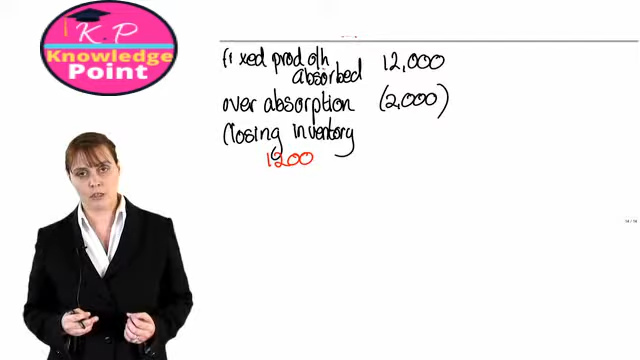 K.P
Knowledge
Point
fixed prod o/h
absorbed 12,000
over absorption (2,000)
Closing inventory
1200